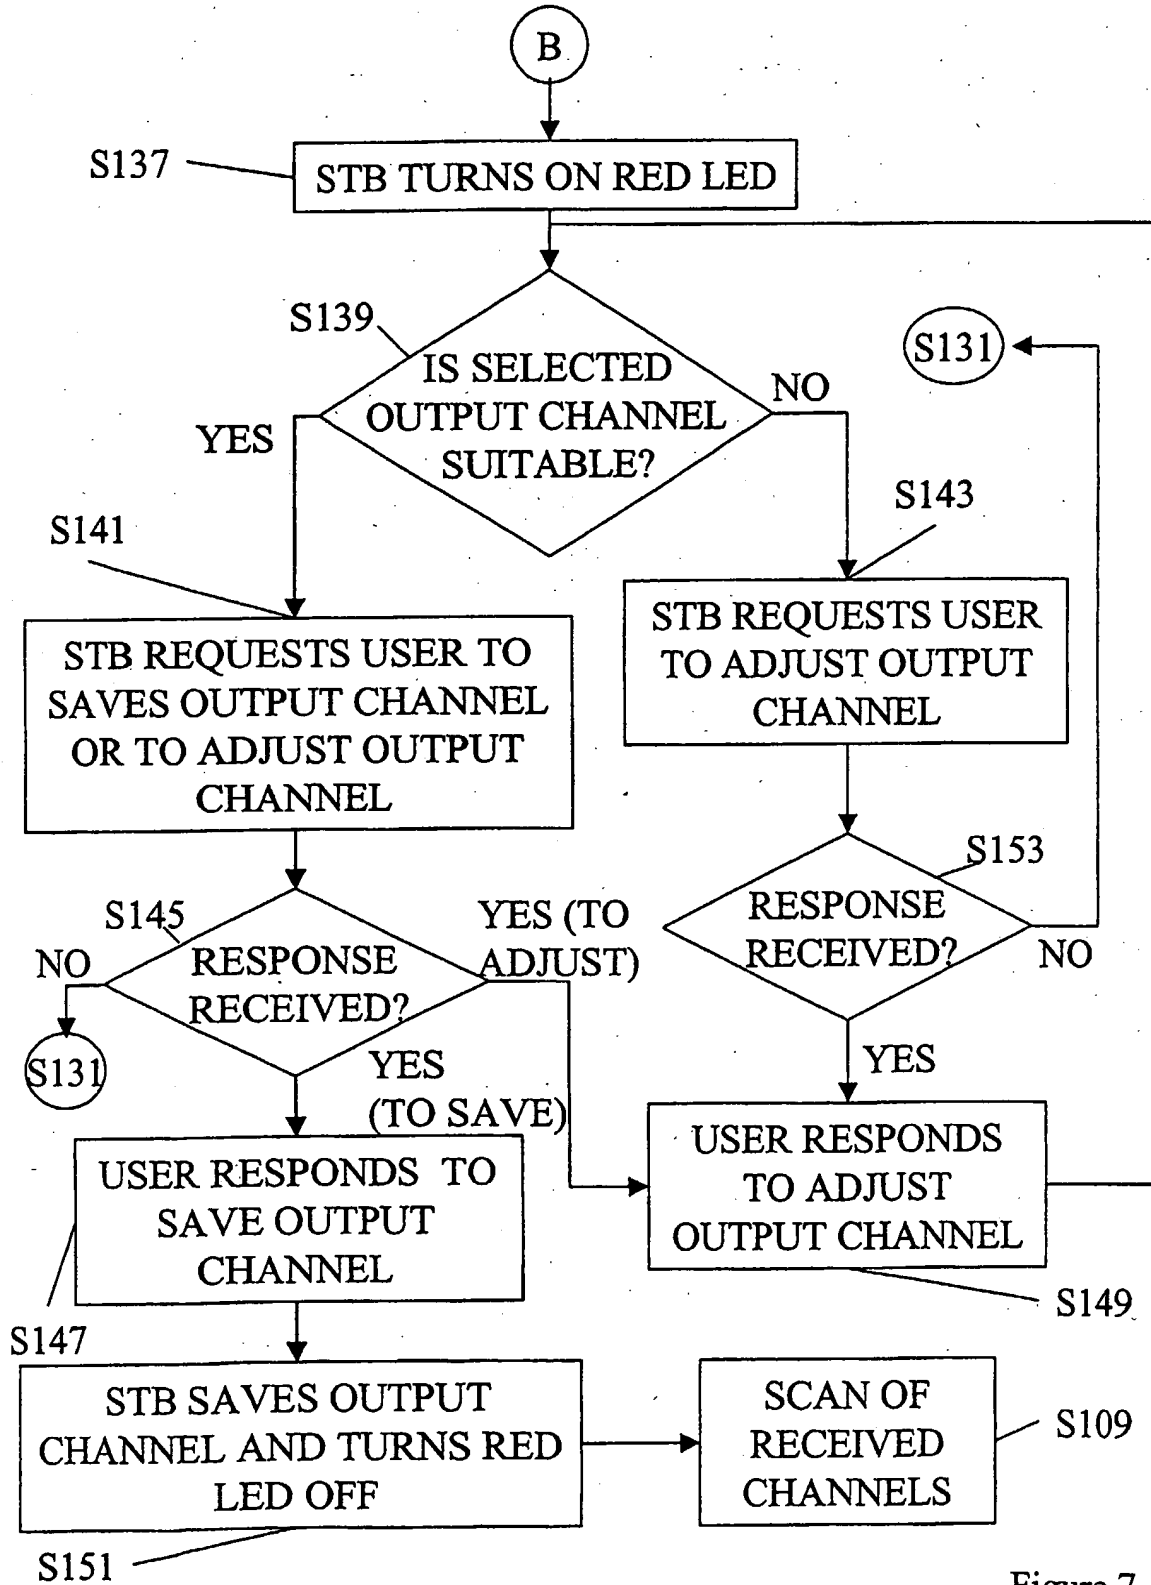 B
S137
STB TURNS ON RED LED
S139
IS SELECTED
OUTPUT CHANNEL
SUITABLE?
S131
NO
YES
S143
S141
STB REQUESTS USER
TO ADJUST OUTPUT
CHANNEL
STB REQUESTS USER TO
SAVES OUTPUT CHANNEL
OR TO ADJUST OUTPUT
CHANNEL
S153
S145
YES (TO
ADJUST)
RESPONSE
RECEIVED?
NO
NO
RESPONSE
RECEIVED?
S131
YES
(TO SAVE)
YES
USER RESPONDS TO
SAVE OUTPUT
CHANNEL
USER RESPONDS
TO ADJUST
OUTPUT CHANNEL
S149
S147
STB SAVES OUTPUT
CHANNEL AND TURNS RED
LED OFF
SCAN OF
RECEIVED
CHANNELS
S109
S151
Figure 7